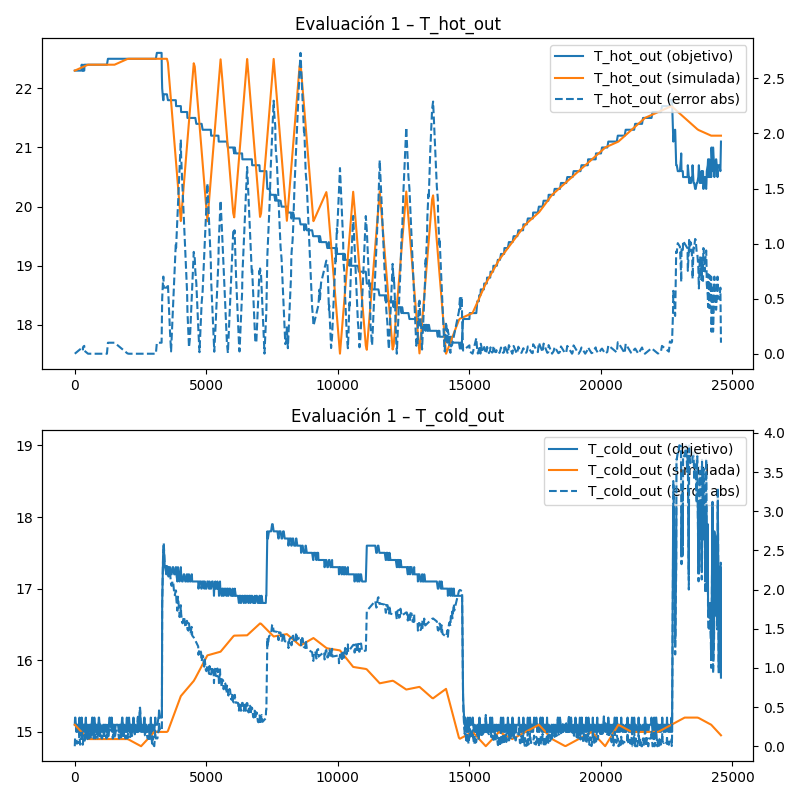 Evaluación 1 – T_hot_out
T_hot_out (objetivo)
T_hot_out (simulada)
T_hot_out (error abs)
22
21
20
19
18
2.5
2.0
1.5
1.0
0.5
0.0
0 5000 10000 15000 20000 25000
Evaluación 1 – T_cold_out
T_cold_out (objetivo)
T_cold_out (simulada)
T_cold_out (error abs)
19
18
17
16
15
4.0
3.5
3.0
2.5
2.0
1.5
1.0
0.5
0.0
0 5000 10000 15000 20000 25000